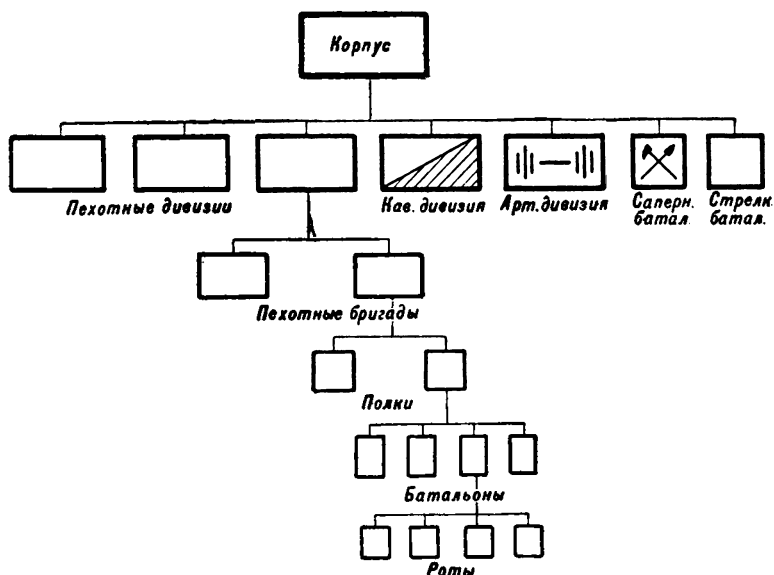 Корпус
Пехотные дивизии
Кав. дивизия
Арт. дивизия
Саперн.
батал.
Стрелк.
батал.
Пехотные бригады
Полки
Батальоны
Роты